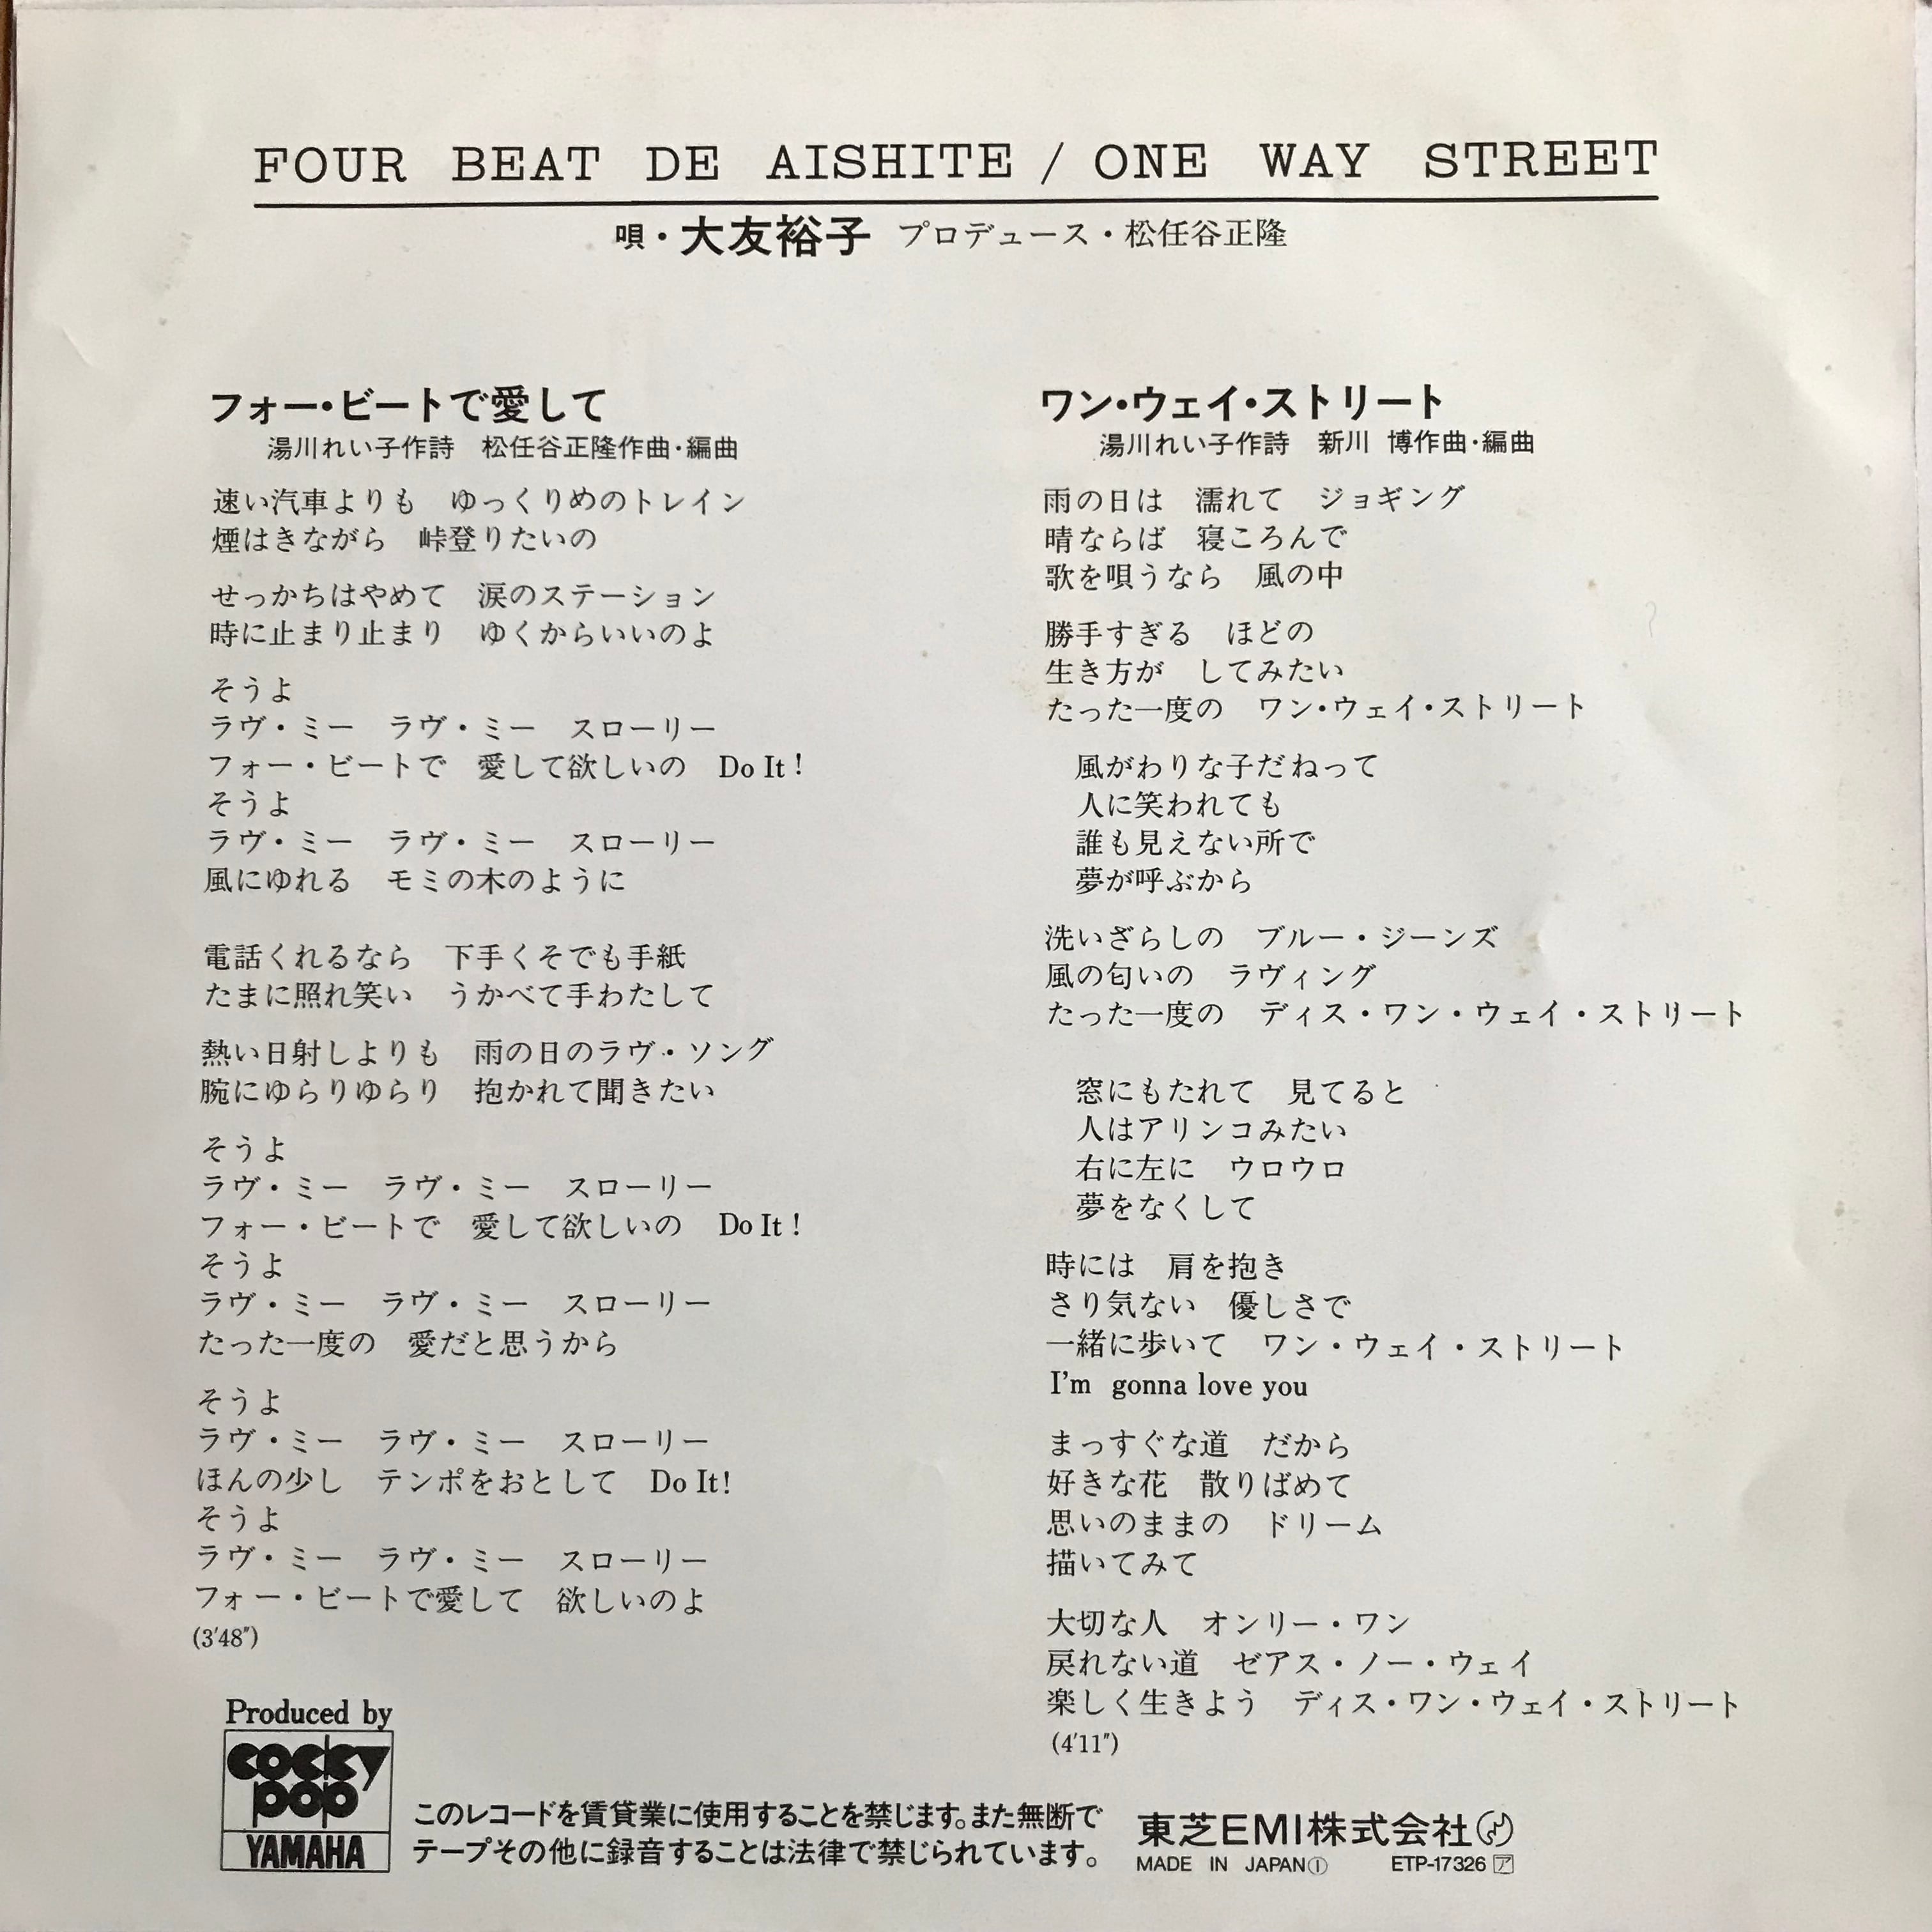 FOUR BEAT DE AISHITE / ONE WAY STREET
唄・大友裕子 プロデュース・松任谷正隆
フォー・ビートで愛して
湯川れい子作詩 松任谷正隆作曲・編曲
速い汽車よりも ゆっくりめのトレイン
煙はきながら 峠登りたいの
せっかちはやめて 涙のステーション
時に止まり止まり ゆくからいいのよ
そうよ
ラヴ・ミー ラヴ・ミー スローリー
フォー・ビートで 愛して欲しいの Do It!
そうよ
ラヴ・ミー ラヴ・ミー スローリー
風にゆれる モミの木のように
電話くれるなら 下手くそでも手紙
たまに照れ笑い うかべて手わたして
熱い日射しよりも 雨の日のラヴ・ソング
腕にゆらりゆらり 抱かれて聞きたい
そうよ
ラヴ・ミー ラヴ・ミー スローリー
フォー・ビートで 愛して欲しいの Do It!
そうよ
ラヴ・ミー ラヴ・ミー スローリー
たった一度の 愛だと思うから
そうよ
ラヴ・ミー ラヴ・ミー スローリー
ほんの少し テンポをおとして Do It!
そうよ
ラヴ・ミー ラヴ・ミー スローリー
フォー・ビートで愛して 欲しいのよ
(3′48″)
ワン・ウェイ・ストリート
湯川れい子作詩 新川 博作曲・編曲
雨の日は 濡れて ジョギング
晴ならば 寝ころんで
歌を唄うなら 風の中
勝手すぎる ほどの
生き方が してみたい
たった一度の ワン・ウェイ・ストリート
風がわりな子だねって
人に笑われても
誰も見えない所で
夢が呼ぶから
洗いざらしの ブルー・ジーンズ
風の匂いの ラヴィング
たった一度の ディス・ワン・ウェイ・ストリート
窓にもたれて 見てると
人はアリンコみたい
右に左に ウロウロ
夢をなくして
時には 肩を抱き
さり気ない 優しさで
一緒に歩いて ワン・ウェイ・ストリート
I'm gonna love you
まっすぐな道 だから
好きな花 散りばめて
思いのままの ドリーム
描いてみて
大切な人 オンリー・ワン
戻れない道 ゼアス・ノー・ウェイ
楽しく生きよう ディス・ワン・ウェイ・ストリート
(4′11″)
Produced by
cocky
pop
YAMAHA
このレコードを賃貸業に使用することを禁じます。また無断で
テープその他に録音することは法律で禁じられています。
東芝EMI株式会社
MADE IN JAPAN① ETP-17326 ア